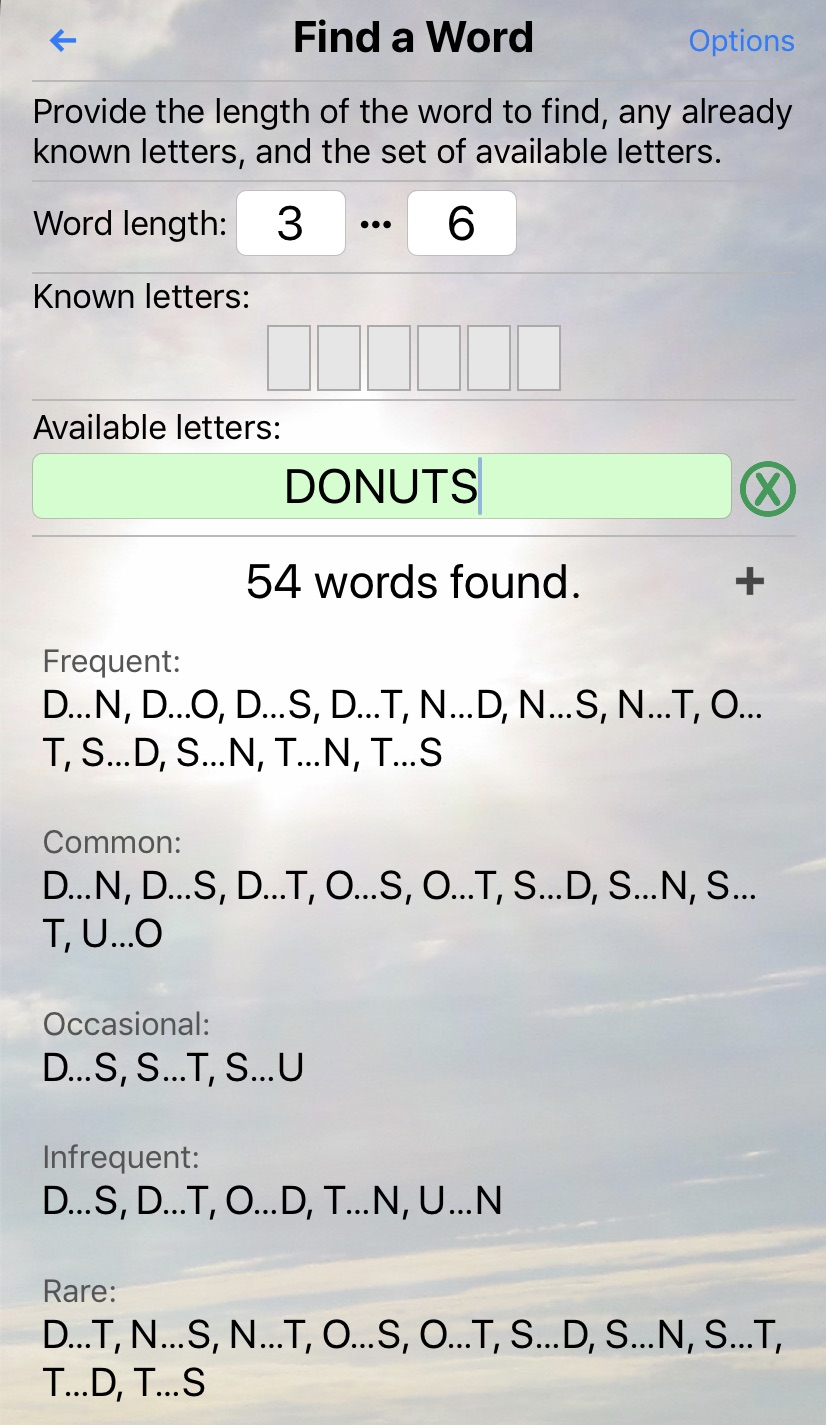 ← Find a Word Options
Provide the length of the word to find, any already
known letters, and the set of available letters.
Word length: 3 ••• 6
Known letters:
Available letters:
DONUTS X
54 words found. +
Frequent:
D...N, D...O, D...S, D...T, N...D, N...S, N...T, O...
T, S...D, S...N, T...N, T...S
Common:
D...N, D...S, D...T, O...S, O...T, S...D, S...N, S...
T, U...O
Occasional:
D...S, S...T, S...U
Infrequent:
D...S, D...T, O...D, T...N, U...N
Rare:
D...T, N...S, N...T, O...S, O...T, S...D, S...N, S...T,
T...D, T...S